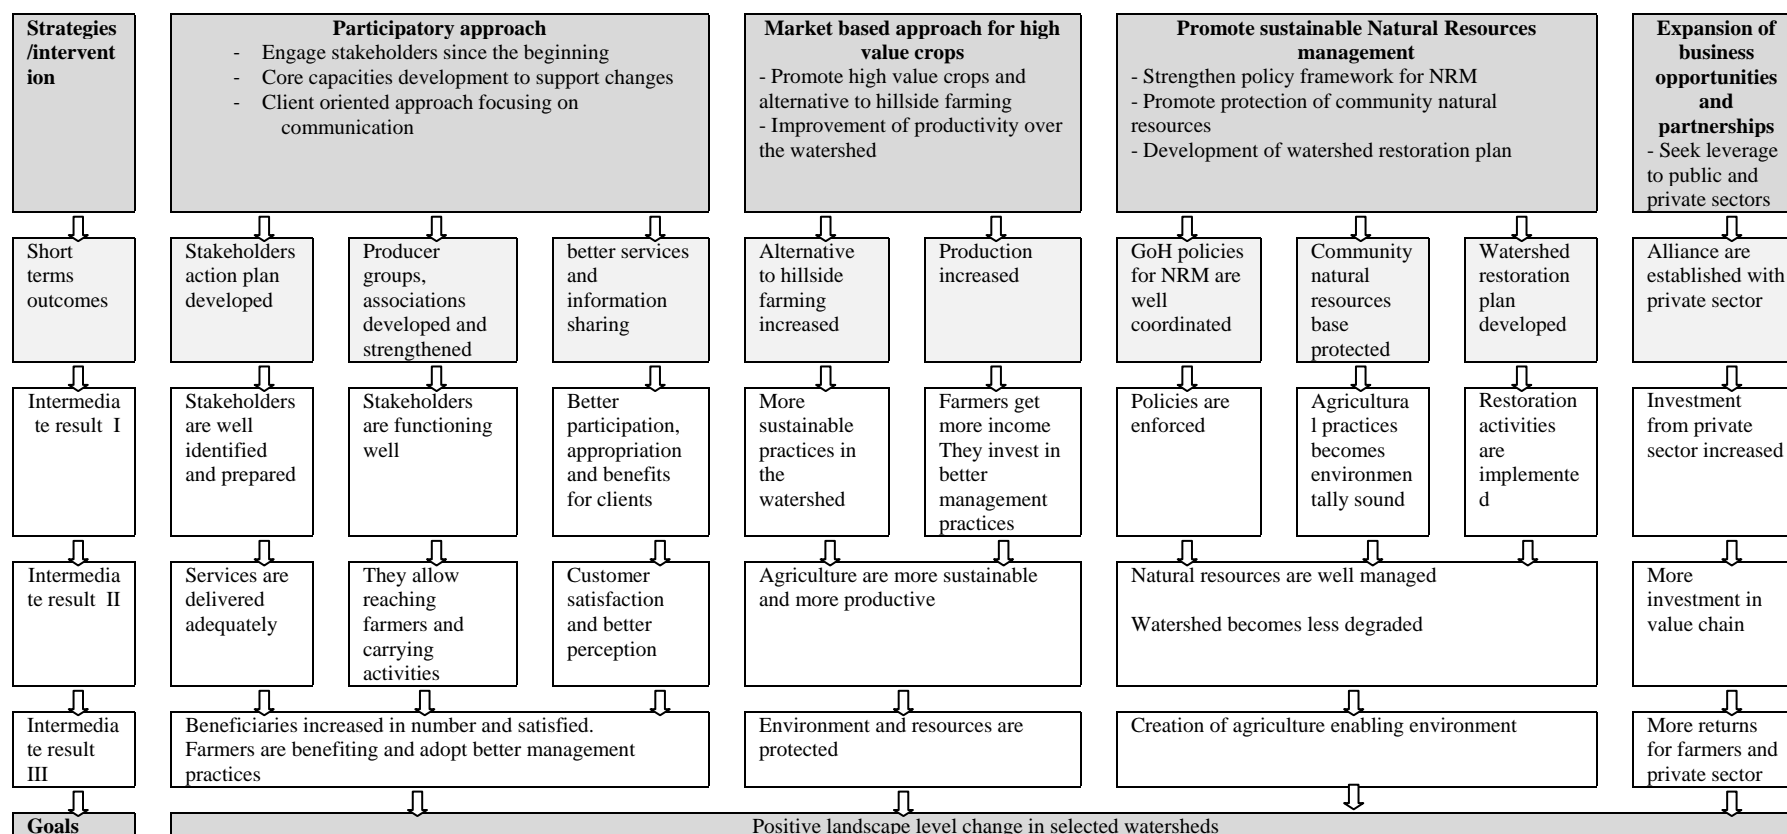 Strategies
/intervent
ion
Participatory approach
- Engage stakeholders since the beginning
- Core capacities development to support changes
- Client oriented approach focusing on
communication
Market based approach for high
value crops
- Promote high value crops and
alternative to hillside farming
- Improvement of productivity over
the watershed
Promote sustainable Natural Resources
management
- Strengthen policy framework for NRM
- Promote protection of community natural
resources
- Development of watershed restoration plan
Expansion of
business
opportunities
and
partnerships
- Seek leverage
to public and
private sectors
Short
terms
outcomes
Stakeholders
action plan
developed
Producer
groups,
associations
developed and
strengthened
better services
and
information
sharing
Alternative
to hillside
farming
increased
Production
increased
GoH policies
for NRM are
well
coordinated
Community
natural
resources
base
protected
Watershed
restoration
plan
developed
Alliance are
established with
private sector
Intermedia
te result I
Stakeholders
are well
identified
and prepared
Stakeholders
are functioning
well
Better
participation,
appropriation
and benefits
for clients
More
sustainable
practices in
the
watershed
Farmers get
more income
They invest in
better
management
practices
Policies are
enforced
Agricultura
l practices
becomes
environmen
tally sound
Restoration
activities
are
implemente
d
Investment
from private
sector increased
Intermedia
te result II
Services are
delivered
adequately
They allow
reaching
farmers and
carrying
activities
Customer
satisfaction
and better
perception
Agriculture are more sustainable
and more productive
Natural resources are well managed
Watershed becomes less degraded
More
investment in
value chain
Intermedia
te result
III
Beneficiaries increased in number and satisfied.
Farmers are benefiting and adopt better management
practices
Environment and resources are
protected
Creation of agriculture enabling environment
More returns
for farmers and
private sector
Goals
Positive landscape level change in selected watersheds